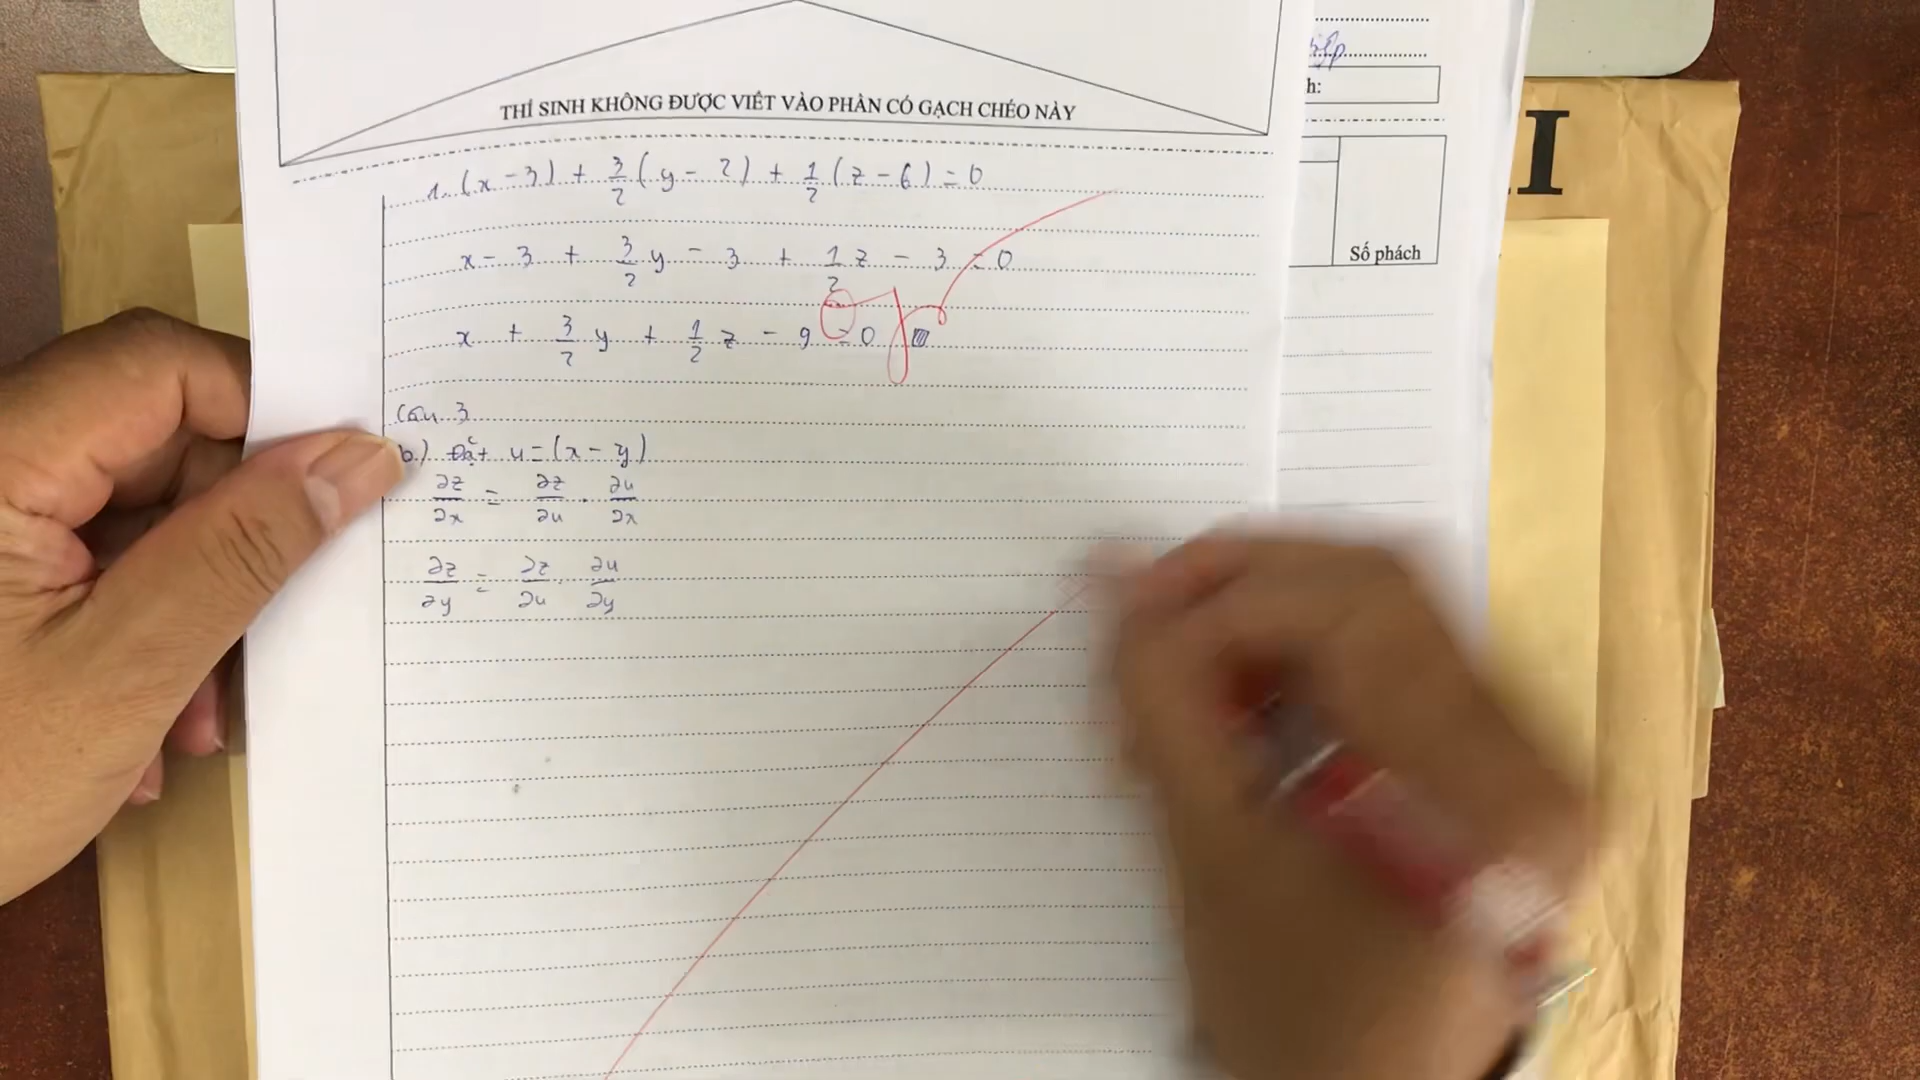 THÍ SINH KHÔNG ĐƯỢC VIẾT VÀO PHẦN CÓ GẠCH CHÉO NÀY
1.(x - 3) + 3/2 (y - 2) + 1/2 (z - 6) = 0
x - 3 + 3/2 y - 3 + 1/2 z - 3 = 0
x + 3/2 y + 1/2 z - 9 = 0
Câu 3
b.) Đặt u = (x - y)
∂z/∂x = ∂z/∂u . ∂u/∂x
∂z/∂y = ∂z/∂u . ∂u/∂y
h:
Số phách
I